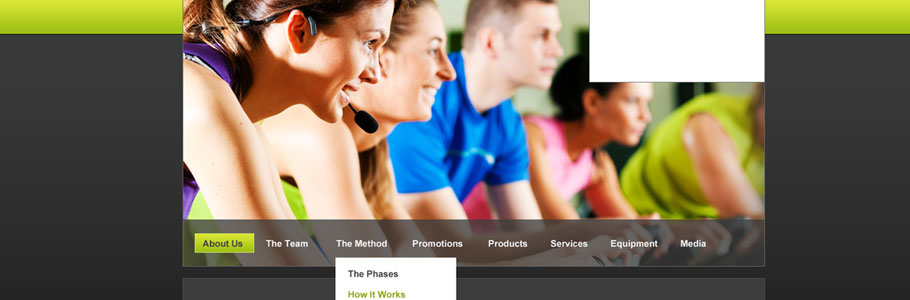 About Us The Team The Method Promotions Products Services Equipment Media
The Phases
How It Works